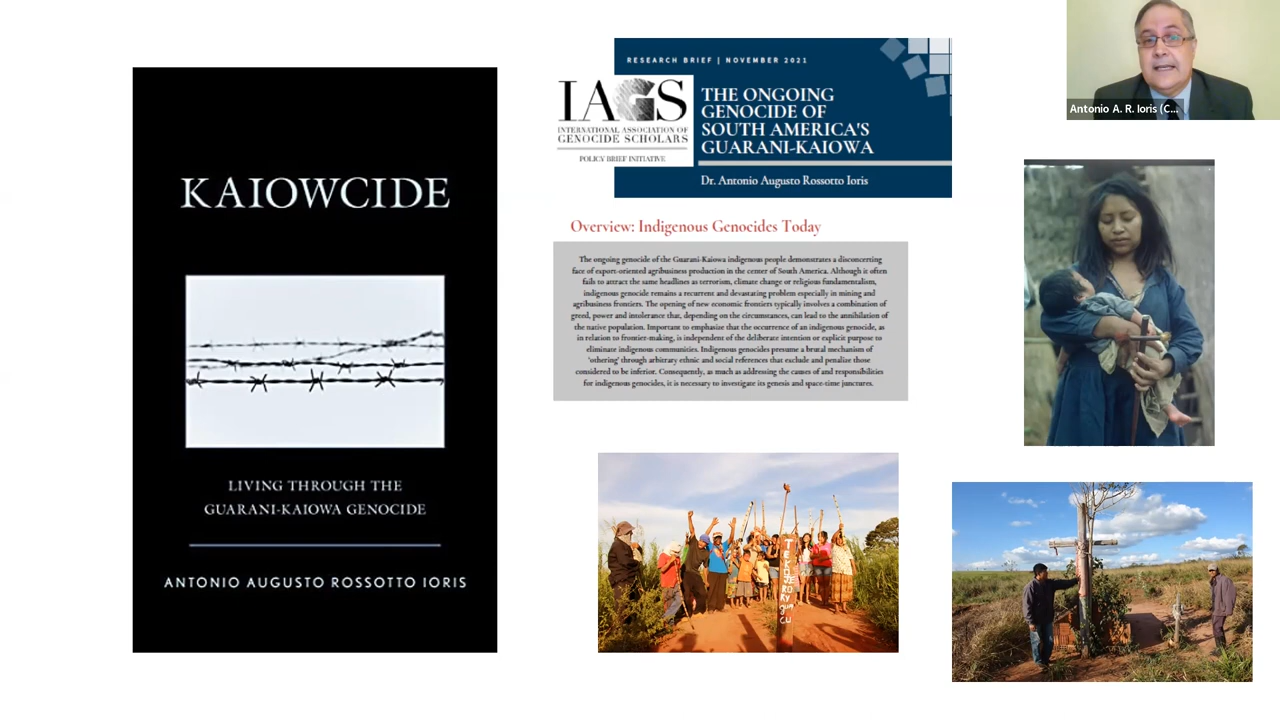 KAIOWCIDE
LIVING THROUGH THE
GUARANI-KAIOWA GENOCIDE
ANTONIO AUGUSTO ROSSOTTO IORIS
RESEARCH BRIEF | NOVEMBER 2021
IAGS
INTERNATIONAL ASSOCIATION OF
GENOCIDE SCHOLARS
POLICY BRIEF INITIATIVE
THE ONGOING
GENOCIDE OF
SOUTH AMERICA'S
GUARANI-KAIOWA
Dr. Antonio Augusto Rossotto Ioris
Overview: Indigenous Genocides Today
The ongoing genocide of the Guarani-Kaiowa indigenous people demonstrates a disconcerting
face of export-oriented agribusiness production in the center of South America. Although it often
fails to attract the same headlines as terrorism, climate change or religious fundamentalism,
indigenous genocide remains a recurrent and devastating problem especially in mining and
agribusiness frontiers. The opening of new economic frontiers typically involves a combination of
greed, power and intolerance that, depending on the circumstances, can lead to the annihilation of
the native population. Important to emphasize that the occurrence of an indigenous genocide, as
in relation to frontier-making, is independent of the deliberate intention or explicit purpose to
eliminate indigenous communities. Indigenous genocides presume a brutal mechanism of
'othering' through arbitrary ethnic and social references that exclude and penalise those
considered to be inferior. Consequently, as much as addressing the causes of and responsibilities
for indigenous genocides, it is necessary to investigate its genesis and space-time junctures.
Antonio A. R. Ioris (C...